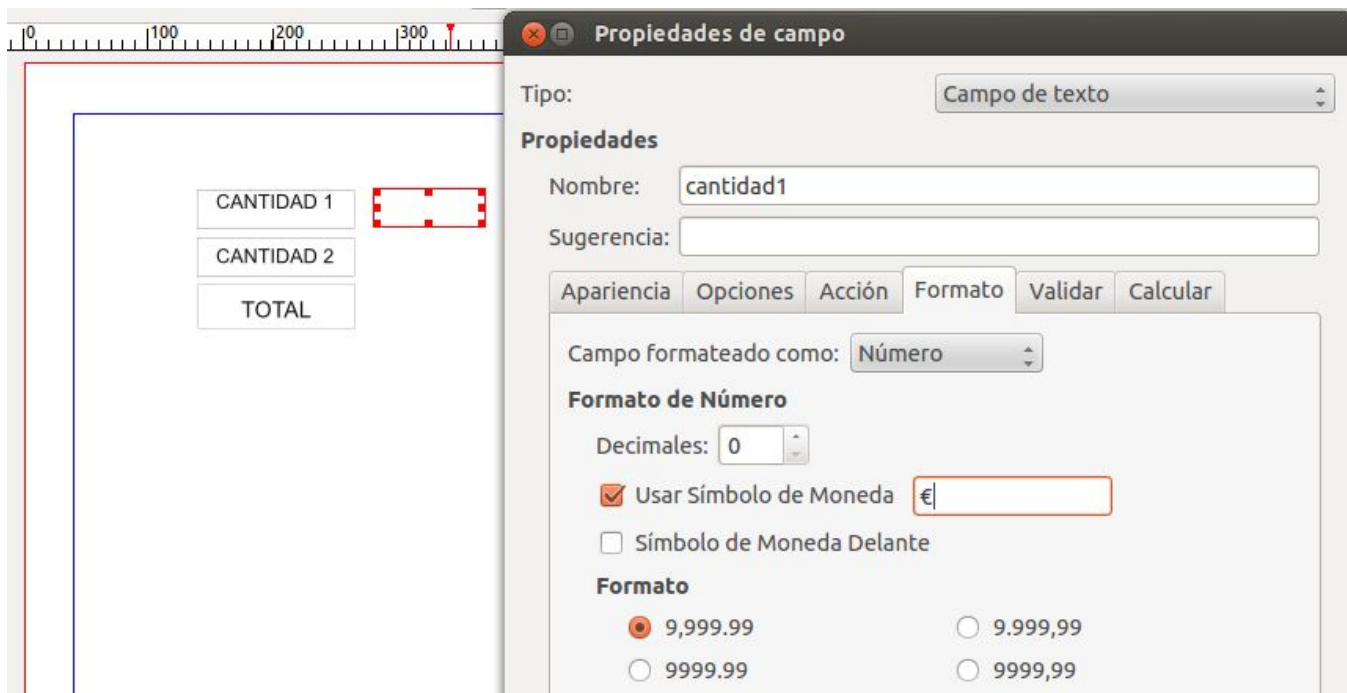 0 100 200 300
Propiedades de campo
Tipo: Campo de texto
Propiedades
Nombre: cantidad1
Sugerencia:
Apariencia Opciones Acción Formato Validar Calcular
Campo formateado como: Número
Formato de Número
Decimales: 0
Usar Símbolo de Moneda €
Símbolo de Moneda Delante
Formato
9,999.99 9.999,99
9999.99 9999,99
CANTIDAD 1
CANTIDAD 2
TOTAL